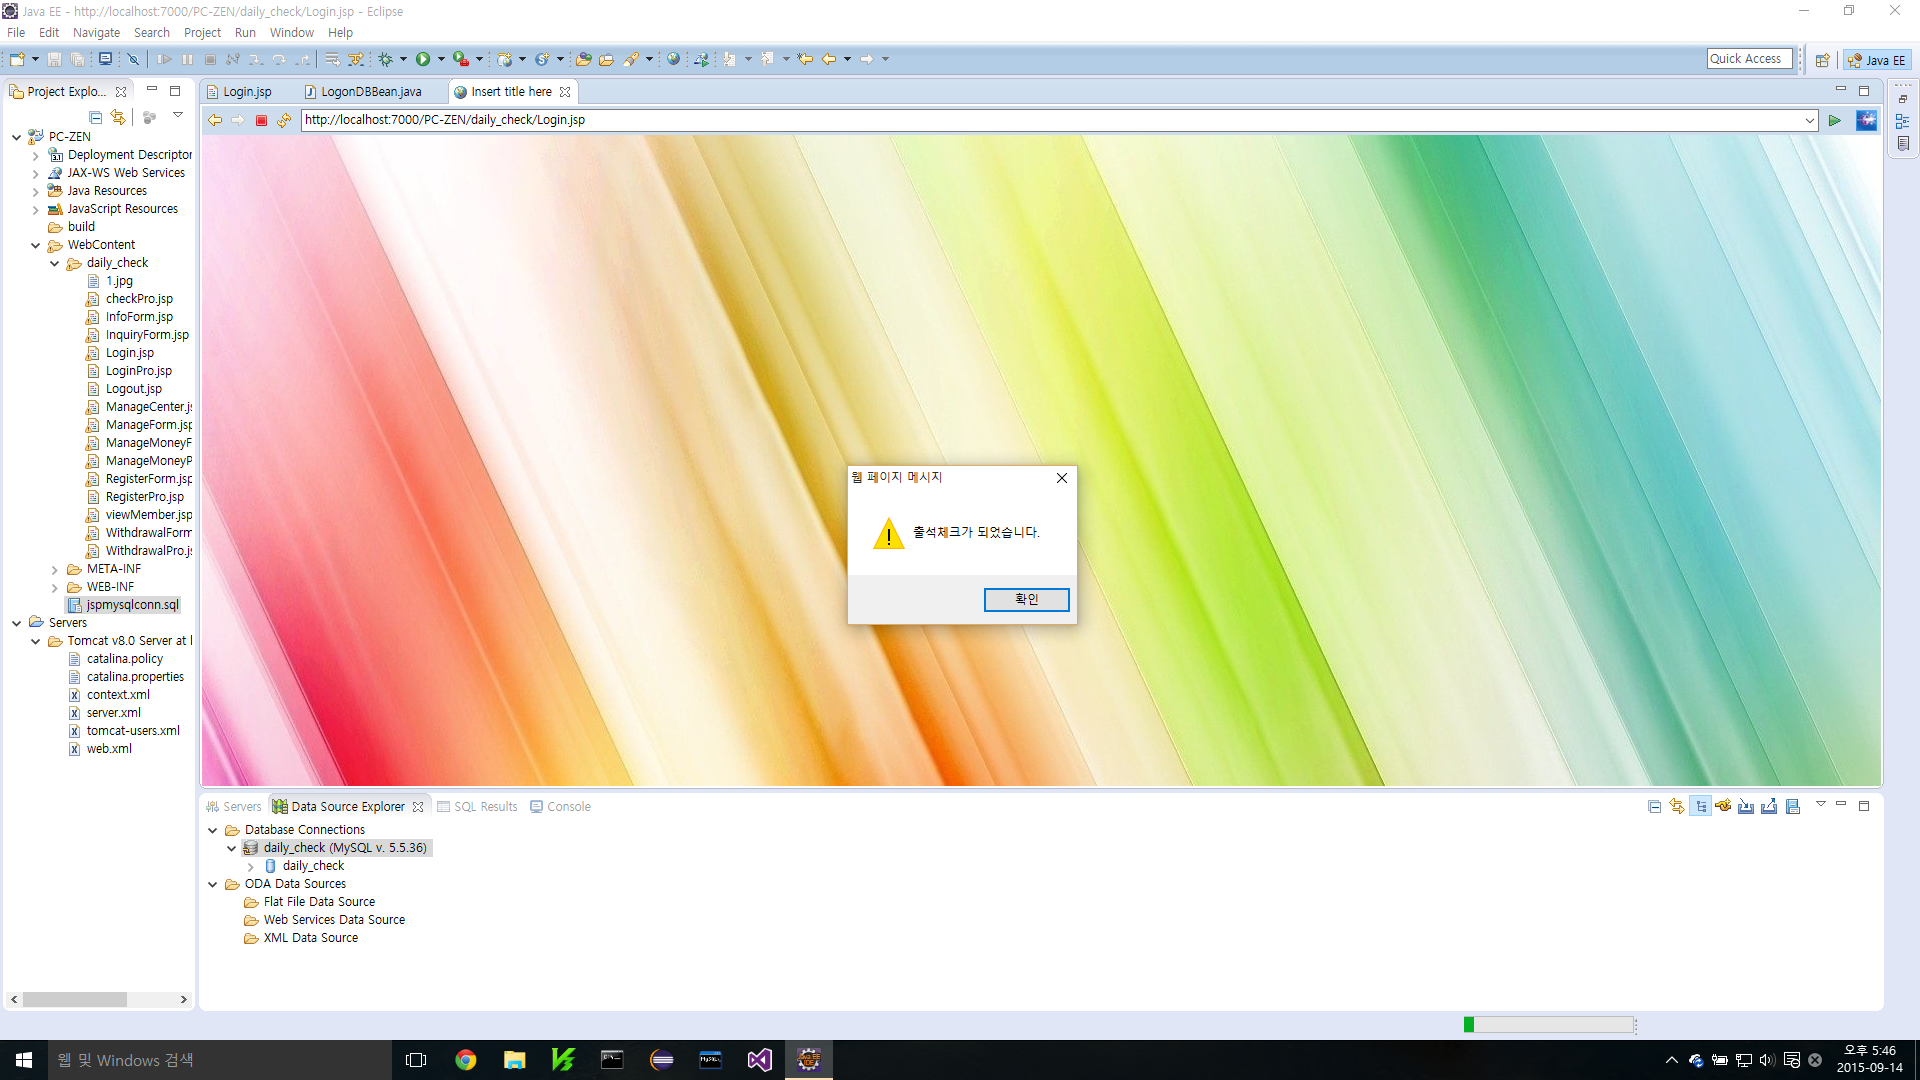 Java EE - http://localhost:7000/PC-ZEN/daily_check/Login.jsp - Eclipse
File Edit Navigate Search Project Run Window Help
Quick Access
Java EE
Project Explo...
Login.jsp
LogonDBBean.java
Insert title here
http://localhost:7000/PC-ZEN/daily_check/Login.jsp
PC-ZEN
Deployment Descriptor
JAX-WS Web Services
Java Resources
JavaScript Resources
build
WebContent
daily_check
1.jpg
checkPro.jsp
InfoForm.jsp
InquiryForm.jsp
Login.jsp
LoginPro.jsp
Logout.jsp
ManageCenter.js
ManageForm.jsp
ManageMoneyF
ManageMoneyP
RegisterForm.jsp
RegisterPro.jsp
viewMember.jsp
WithdrawalForm
WithdrawalPro.js
META-INF
WEB-INF
jspmysqlconn.sql
Servers
Tomcat v8.0 Server at l
catalina.policy
catalina.properties
context.xml
server.xml
tomcat-users.xml
web.xml
웹 페이지 메시지
출석체크가 되었습니다.
확인
Servers
Data Source Explorer
SQL Results
Console
Database Connections
daily_check (MySQL v. 5.5.36)
daily_check
ODA Data Sources
Flat File Data Source
Web Services Data Source
XML Data Source
웹 및 Windows 검색
오후 5:46
2015-09-14